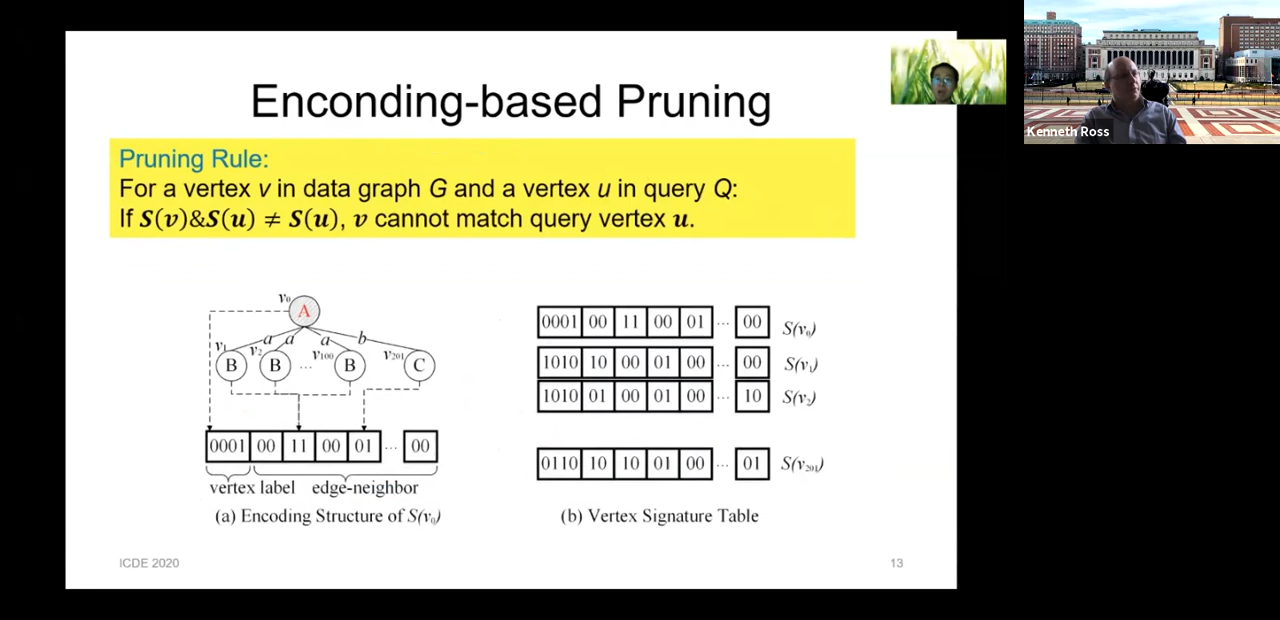 Enconding-based Pruning
Kenneth Ross
Pruning Rule:
For a vertex v in data graph G and a vertex u in query Q:
If S(v)&S(u) ≠ S(u), v cannot match query vertex u.
v₀
A
a a a b
v₁ v₂ v₁₀₀ v₂₀₁
B B ... B C
0001 00 11 00 01 ... 00
vertex label edge-neighbor
(a) Encoding Structure of S(v₀)
0001 00 11 00 01 ... 00 S(v₀)
1010 10 00 01 00 ... 00 S(v₁)
1010 01 00 01 00 ... 10 S(v₂)
0110 10 10 01 00 ... 01 S(v₂₀₁)
(b) Vertex Signature Table
ICDE 2020
13